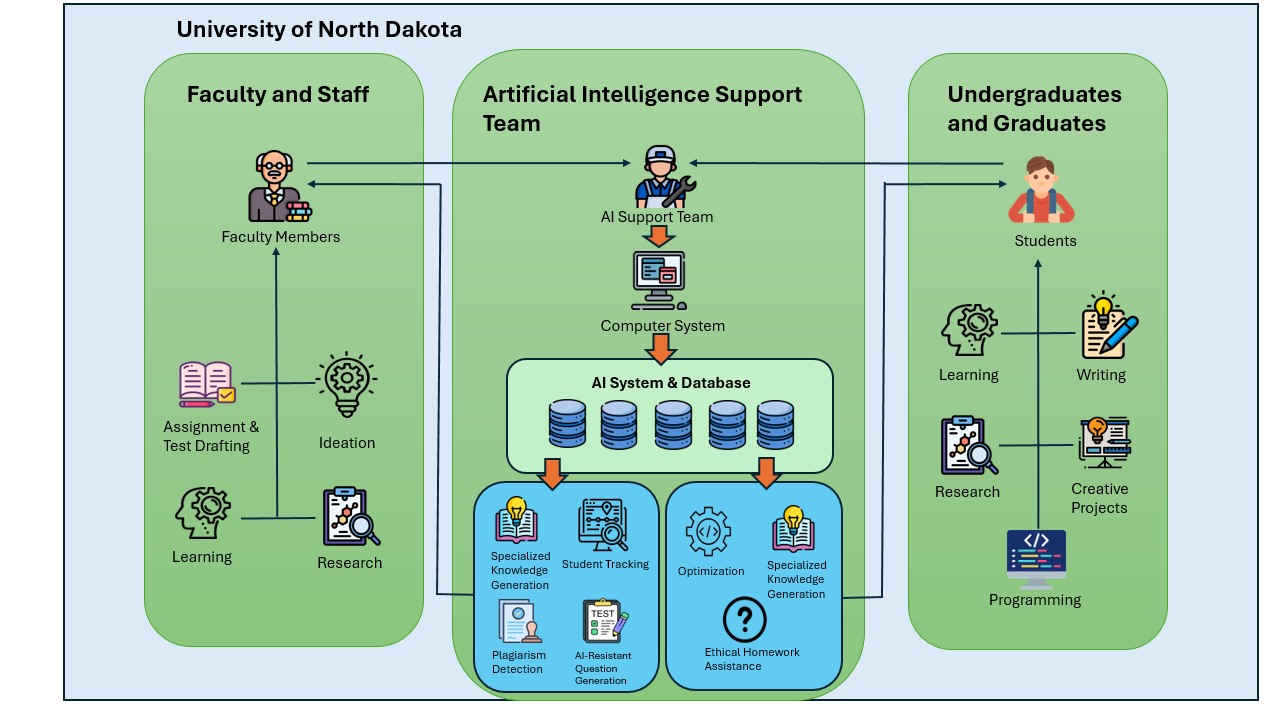 University of North Dakota
Faculty and Staff
Faculty Members
Assignment &
Test Drafting
Ideation
Learning
Research
Artificial Intelligence Support
Team
AI Support Team
Computer System
AI System & Database
Specialized
Knowledge
Generation
Student Tracking
Plagiarism
Detection
TEST
AI-Resistant
Question
Generation
Optimization
Specialized
Knowledge
Generation
?
Ethical Homework
Assistance
Undergraduates
and Graduates
Students
Learning
Writing
Research
Creative
Projects
</>
Programming